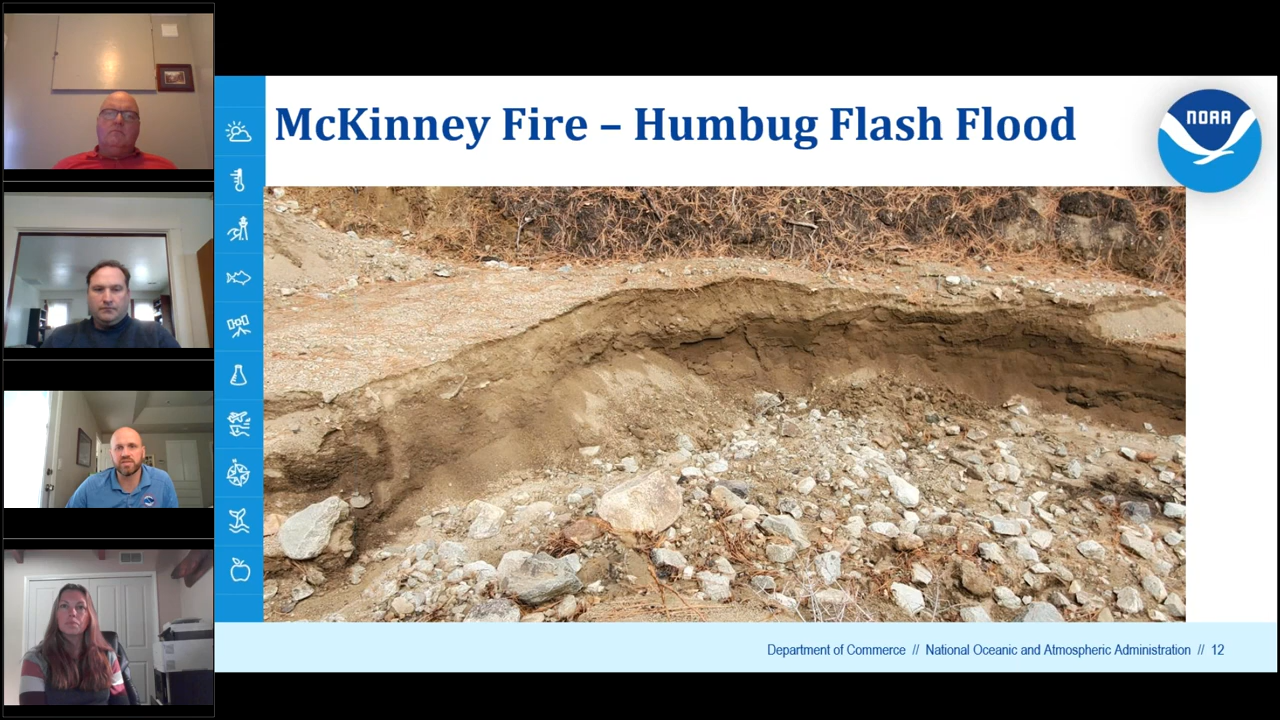 McKinney Fire – Humbug Flash Flood
NOAA
Department of Commerce // National Oceanic and Atmospheric Administration // 12